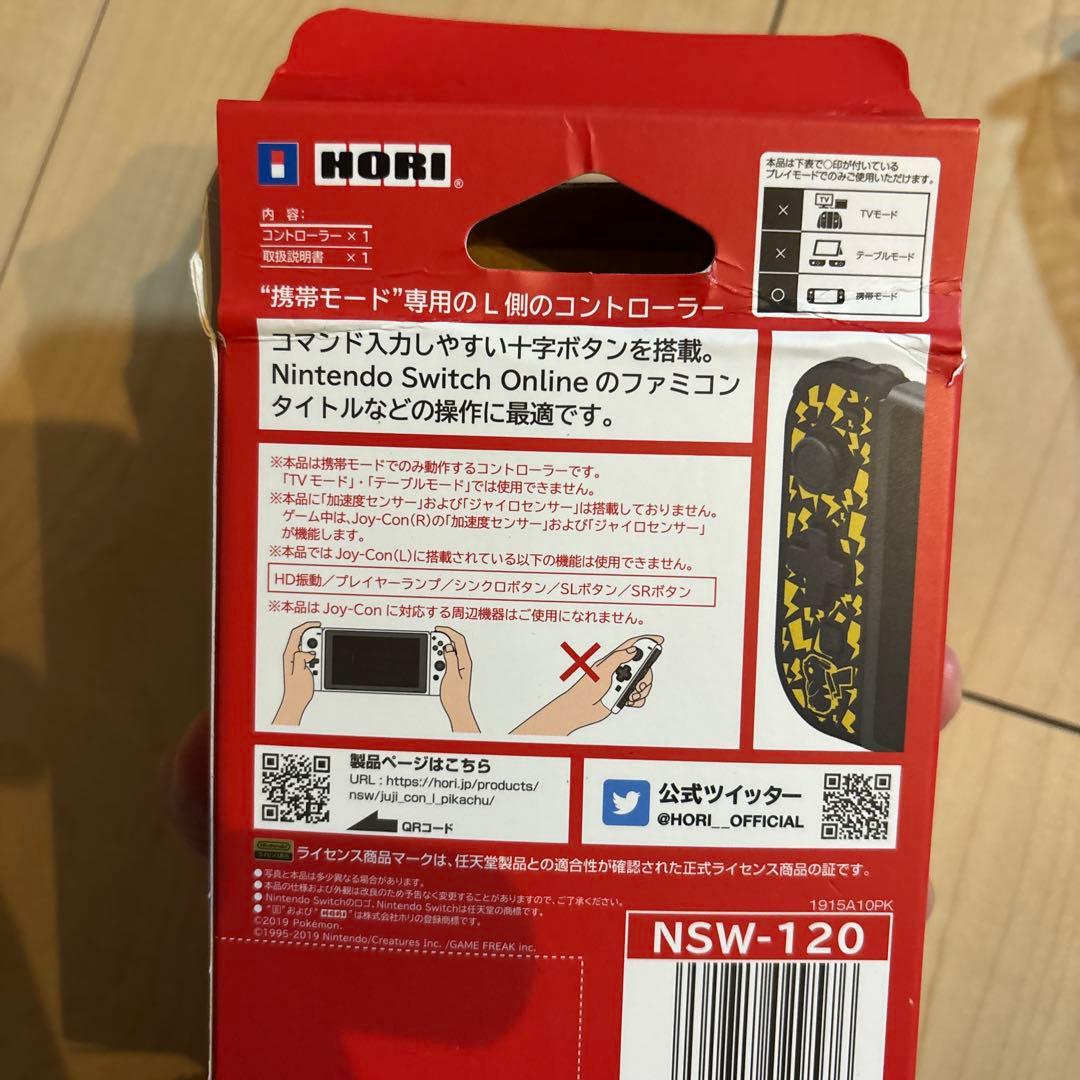 HORI®
内 容:
コントローラー × 1
取扱説明書 × 1
本品は下表で〇印が付いている
プレイモードでのみご使用いただけます。
× TV TVモード
× テーブルモード
〇 携帯モード
“携帯モード”専用の L 側のコントローラー
コマンド入力しやすい十字ボタンを搭載。
Nintendo Switch Online のファミコン
タイトルなどの操作に最適です。
※本品は携帯モードでのみ動作するコントローラーです。
「TV モード」・「テーブルモード」では使用できません。
※本品に「加速度センサー」および「ジャイロセンサー」は搭載しておりません。
ゲーム中は、Joy-Con(R)の「加速度センサー」および「ジャイロセンサー」
が機能します。
※本品では Joy-Con(L)に搭載されている以下の機能は使用できません。
HD振動／プレイヤーランプ／シンクロボタン／SLボタン／SRボタン
※本品は Joy-Con に対応する周辺機器はご使用になれません。
製品ページはこちら
URL : https://hori.jp/products/
nsw/juji_con_l_pikachu/
QRコード
公式ツイッター
@HORI__OFFICIAL
Nintendo
ライセンス商品マークは、任天堂製品との適合性が確認された正式ライセンス商品の証です。
● 写真と本品は多少異なる場合があります。
● 本品の仕様および外観は改良のため予告なく変更することがありますので、ご了承ください。
● Nintendo Switchのロゴ、Nintendo Switchは任天堂の商標です。
● “ ”および“HORI”は株式会社ホリの登録商標です。
©2019 Pokémon.
©1995-2019 Nintendo/Creatures Inc. /GAME FREAK inc.
1915A10PK
NSW-120